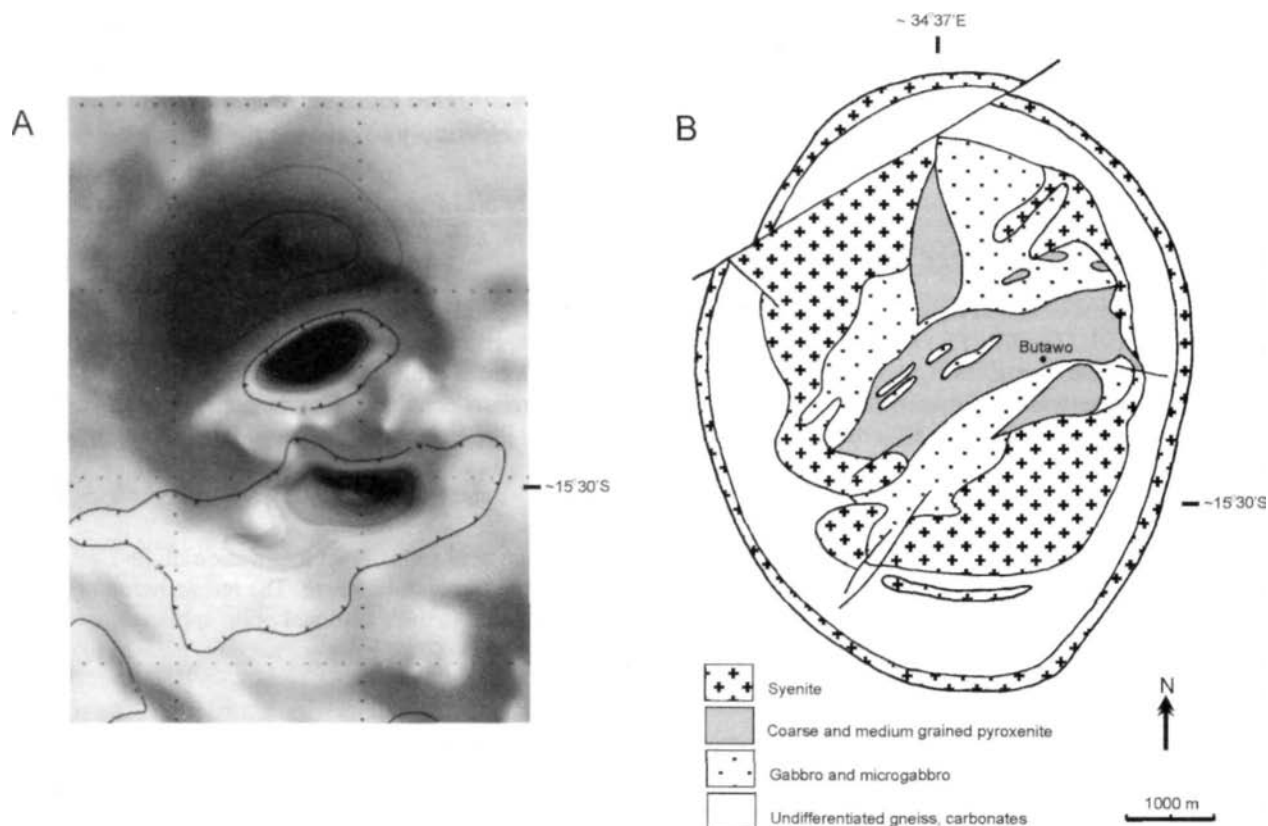 A
~15°30'S
~ 34°37'E
B
Butawo
~15°30'S
Syenite
Coarse and medium grained pyroxenite
Gabbro and microgabbro
Undifferentiated gneiss, carbonates
N
1000 m